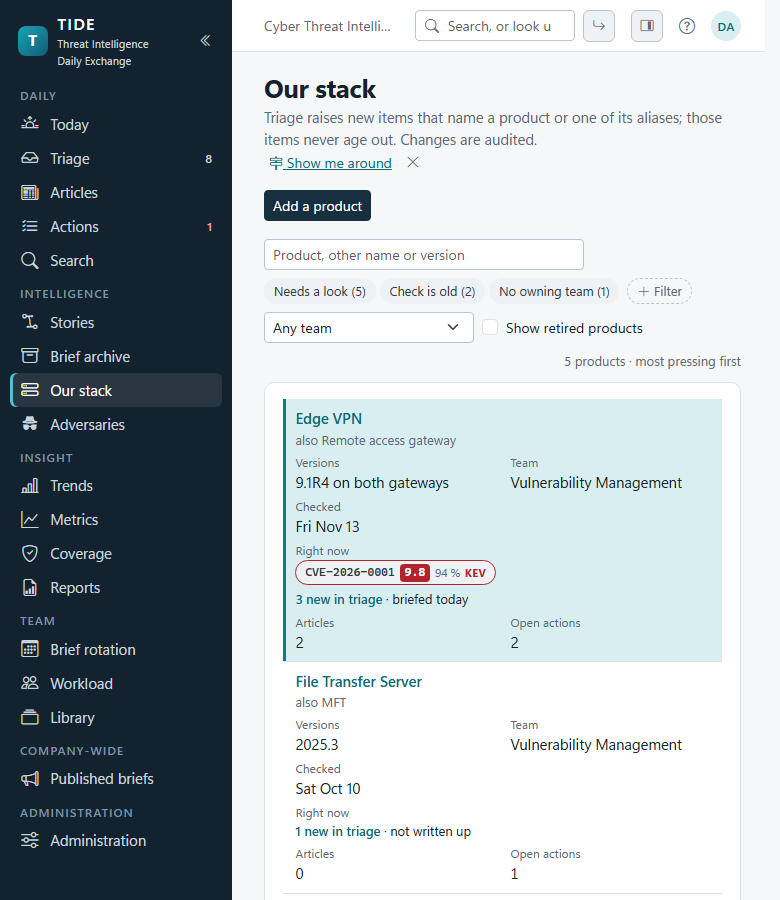 T
TIDE
Threat Intelligence
Daily Exchange
DAILY
Today
Triage 8
Articles
Actions 1
Search
INTELLIGENCE
Stories
Brief archive
Our stack
Adversaries
INSIGHT
Trends
Metrics
Coverage
Reports
TEAM
Brief rotation
Workload
Library
COMPANY-WIDE
Published briefs
ADMINISTRATION
Administration
Cyber Threat Intelli...
Search, or look u
DA
Our stack
Triage raises new items that name a product or one of its aliases; those
items never age out. Changes are audited.
Show me around
Add a product
Product, other name or version
Needs a look (5) Check is old (2) No owning team (1) + Filter
Any team Show retired products
5 products · most pressing first
Edge VPN
also Remote access gateway
Versions Team
9.1R4 on both gateways Vulnerability Management
Checked
Fri Nov 13
Right now
CVE-2026-0001 9.8 94 % KEV
3 new in triage · briefed today
Articles Open actions
2 2
File Transfer Server
also MFT
Versions Team
2025.3 Vulnerability Management
Checked
Sat Oct 10
Right now
1 new in triage · not written up
Articles Open actions
0 1